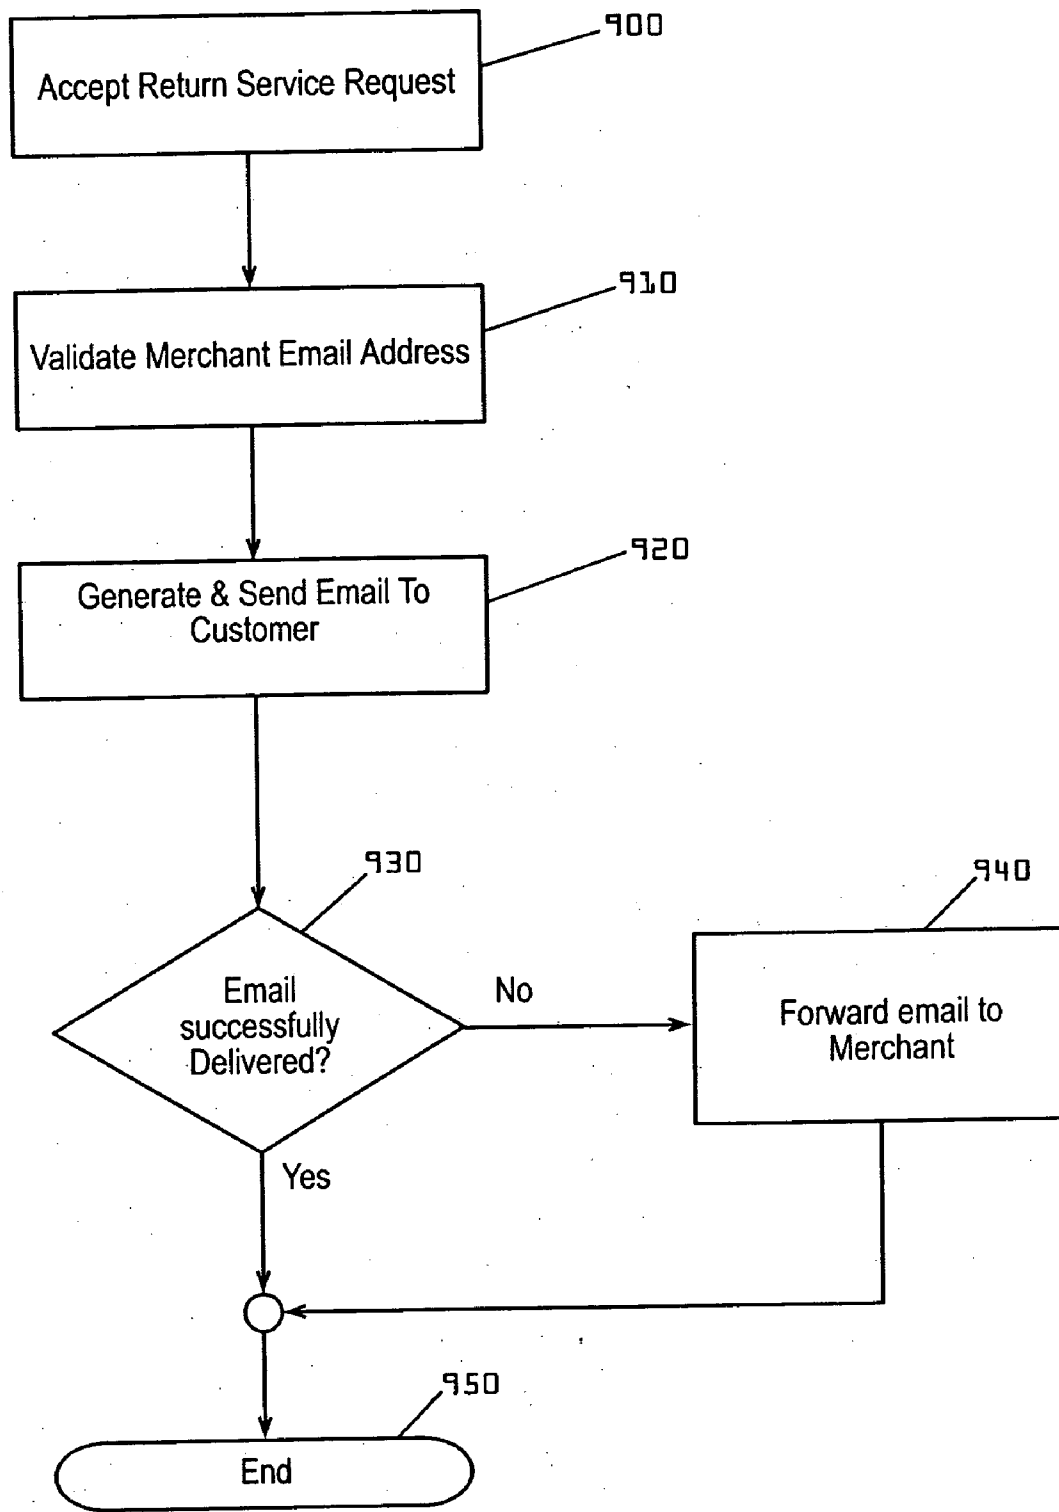 900
Accept Return Service Request
910
Validate Merchant Email Address
920
Generate & Send Email To
Customer
930
940
Email
successfully
Delivered?
No
Forward email to
Merchant
Yes
950
End